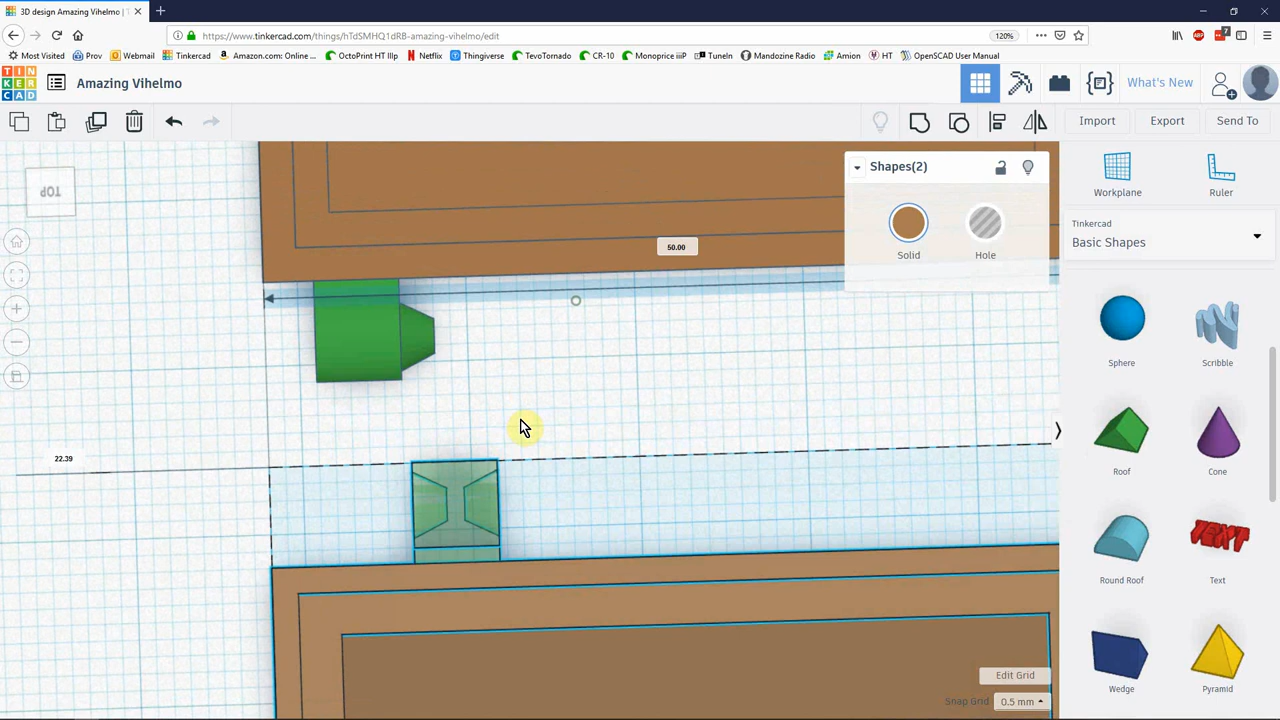 3D design Amazing Vihelmo | T
https://www.tinkercad.com/things/hTdSMHQ1dRB-amazing-vihelmo/edit
120%
Most Visited Prov Webmail Tinkercad Amazon.com: Online ... OctoPrint HT IIIp Netflix Thingiverse TevoTornado CR-10 Monoprice iiiP TuneIn Mandozine Radio Amion HT OpenSCAD User Manual
TIN
KER
CAD
Amazing Vihelmo
What's New
Import Export Send To
TOP
Shapes(2)
Solid Hole
50.00
22.39
Workplane Ruler
Tinkercad
Basic Shapes
Sphere Scribble
Roof Cone
TEXT
Round Roof Text
Wedge Pyramid
Edit Grid
Snap Grid 0.5 mm